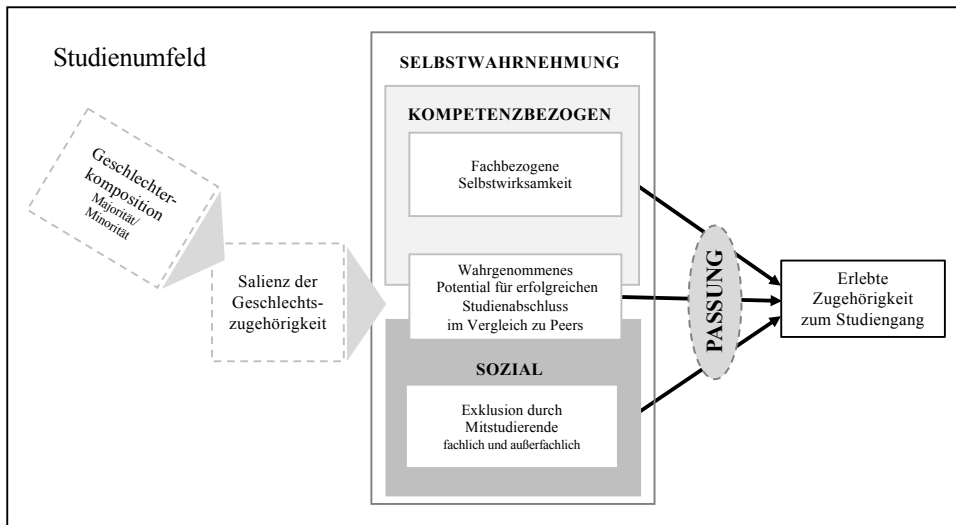 Studienumfeld
Geschlechter-
komposition
Majorität/
Minorität
Salienz der
Geschlechts-
zugehörigkeit
SELBSTWAHRNEHMUNG
KOMPETENZBEZOGEN
Fachbezogene
Selbstwirksamkeit
Wahrgenommenes
Potential für erfolgreichen
Studienabschluss
im Vergleich zu Peers
SOZIAL
Exklusion durch
Mitstudierende
fachlich und außerfachlich
PASSUNG
Erlebte
Zugehörigkeit
zum Studiengang